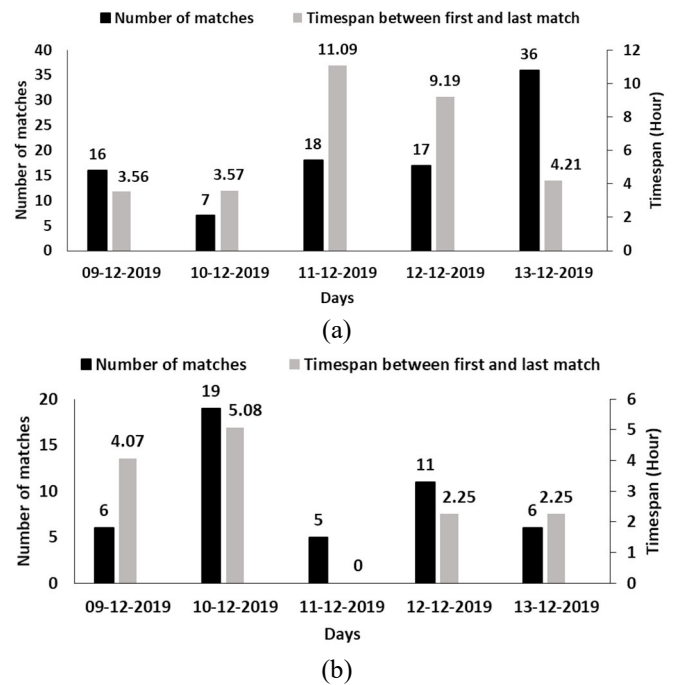 Number of matches Timespan between first and last match
40
35
30
25
20
15
10
5
0
Number of matches
12
10
8
6
4
2
0
Timespan (Hour)
16 3.56 7 3.57 18 11.09 17 9.19 36 4.21
09-12-2019 10-12-2019 11-12-2019 12-12-2019 13-12-2019
Days
(a)
Number of matches Timespan between first and last match
20
15
10
5
0
Number of matches
6
5
4
3
2
1
0
Timespan (Hour)
6 4.07 19 5.08 5 0 11 2.25 6 2.25
09-12-2019 10-12-2019 11-12-2019 12-12-2019 13-12-2019
Days
(b)